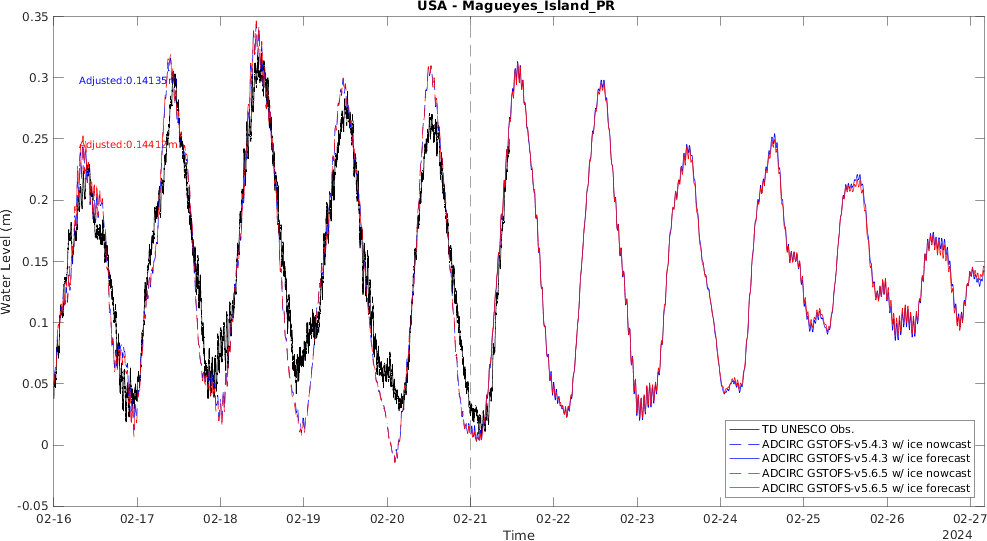 USA - Magueyes_Island_PR
0.35
0.3
0.25
0.2
0.15
0.1
0.05
0
-0.05
Water Level (m)
Adjusted:0.14135m
Adjusted:0.14417m
TD UNESCO Obs.
ADCIRC GSTOFS-v5.4.3 w/ ice nowcast
ADCIRC GSTOFS-v5.4.3 w/ ice forecast
ADCIRC GSTOFS-v5.6.5 w/ ice nowcast
ADCIRC GSTOFS-v5.6.5 w/ ice forecast
02-16 02-17 02-18 02-19 02-20 02-21 02-22 02-23 02-24 02-25 02-26 02-27
Time
2024